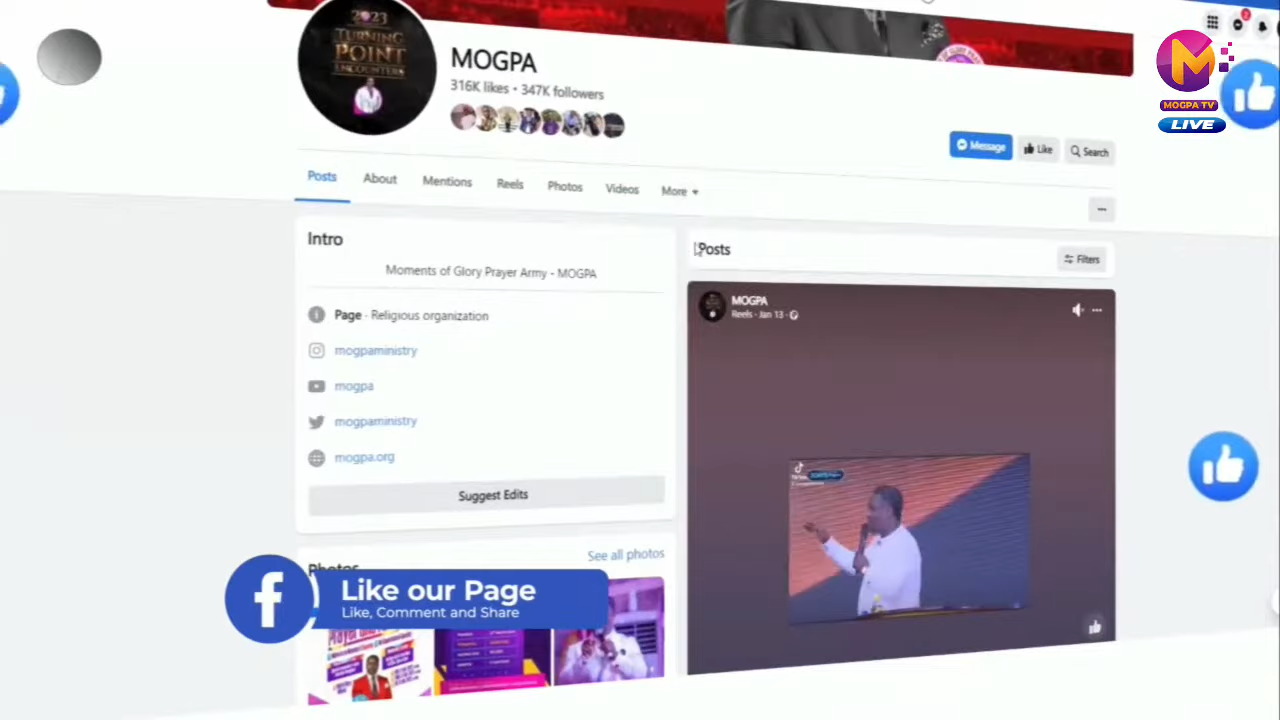 2023
TURNING
POINT
ENCOUNTERS
MOGPA
316K likes • 347K followers
M
MOGPA TV
LIVE
Message
Like
Search
Posts
About
Mentions
Reels
Photos
Videos
More
Intro
Moments of Glory Prayer Army - MOGPA
Page · Religious organization
mogpaministry
mogpa
mogpaministry
mogpa.org
Suggest Edits
Photos
See all photos
Posts
Filters
MOGPA
Reels · Jan 13 ·
Like our Page
Like, Comment and Share